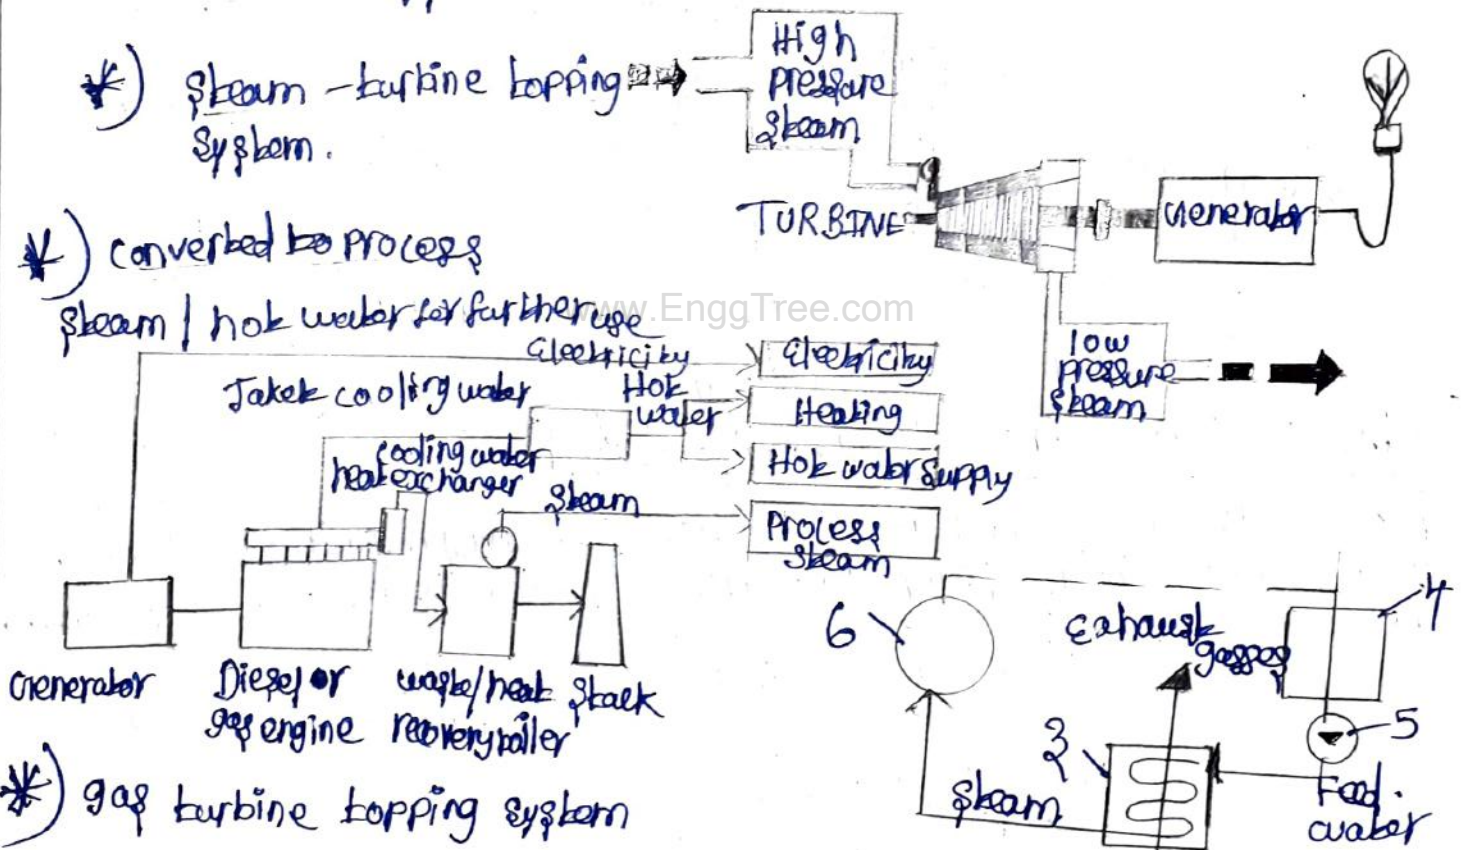 *) Steam - turbine topping
System.
High
pressure
steam
TURBINE
Generator
*) converted to process
steam / hot water for further use
www.EnggTree.com
Electricity
Electricity
Jaket cooling water
Hot
water
Heating
cooling water
heat exchanger
Hot water supply
steam
Process
steam
low
pressure
steam
Generator
Diesel or
gas engine
waste/heat
recovery boiler
Stack
6
Exhaust
gasses
4
5
3
steam
Feed.
water
*) gas turbine topping system